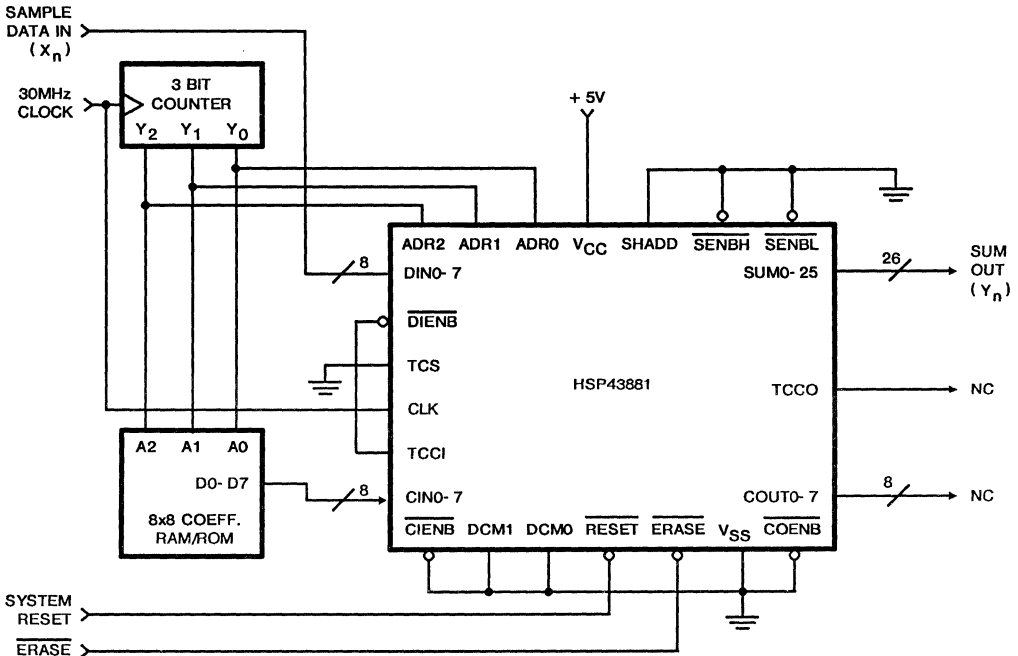 SAMPLE
DATA IN
(Xn)
30MHz
CLOCK
3 BIT
COUNTER
Y2 Y1 Y0
+ 5V
ADR2 ADR1 ADR0 VCC SHADD SENBH SENBL
DIN0- 7
8
SUM0- 25
26
SUM
OUT
(Yn)
DIENB
TCS
HSP43881
TCCO
NC
CLK
TCCI
A2 A1 A0
D0- D7
8
CIN0- 7
COUT0- 7
8
NC
8x8 COEFF.
RAM/ROM
CIENB DCM1 DCM0 RESET ERASE VSS COENB
SYSTEM
RESET
ERASE